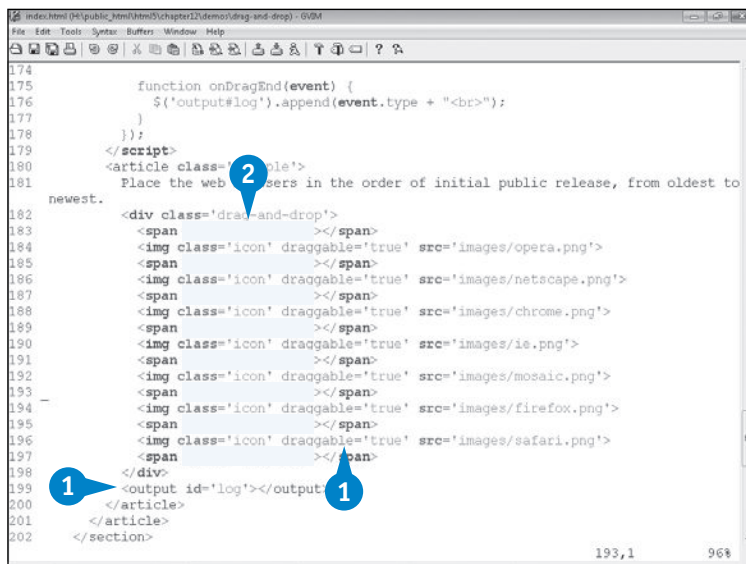 index.html (H:\public_html\html5\chapter12\demos\drag-and-drop) - GVIM
File Edit Tools Syntax Buffers Window Help
174
175 function onDragEnd(event) {
176 $('output#log').append(event.type + "<br>");
177 }
178 });
179 </script>
180 <article class=' ple'>
2
181 Place the web sers in the order of initial public release, from oldest to
newest.
182 <div class='drag-and-drop'>
183 <span ></span>
184 <img class='icon' draggable='true' src='images/opera.png'>
185 <span ></span>
186 <img class='icon' draggable='true' src='images/netscape.png'>
187 <span ></span>
188 <img class='icon' draggable='true' src='images/chrome.png'>
189 <span ></span>
190 <img class='icon' draggable='true' src='images/ie.png'>
191 <span ></span>
192 <img class='icon' draggable='true' src='images/mosaic.png'>
193 <span ></span>
194 <img class='icon' draggable='true' src='images/firefox.png'>
195 <span ></span>
196 <img class='icon' draggable='true' src='images/safari.png'>
197 <span ></span>
198 </div>
1
199 <output id='log'></output>
1
200 </article>
201 </article>
202 </section>
193,1 96%